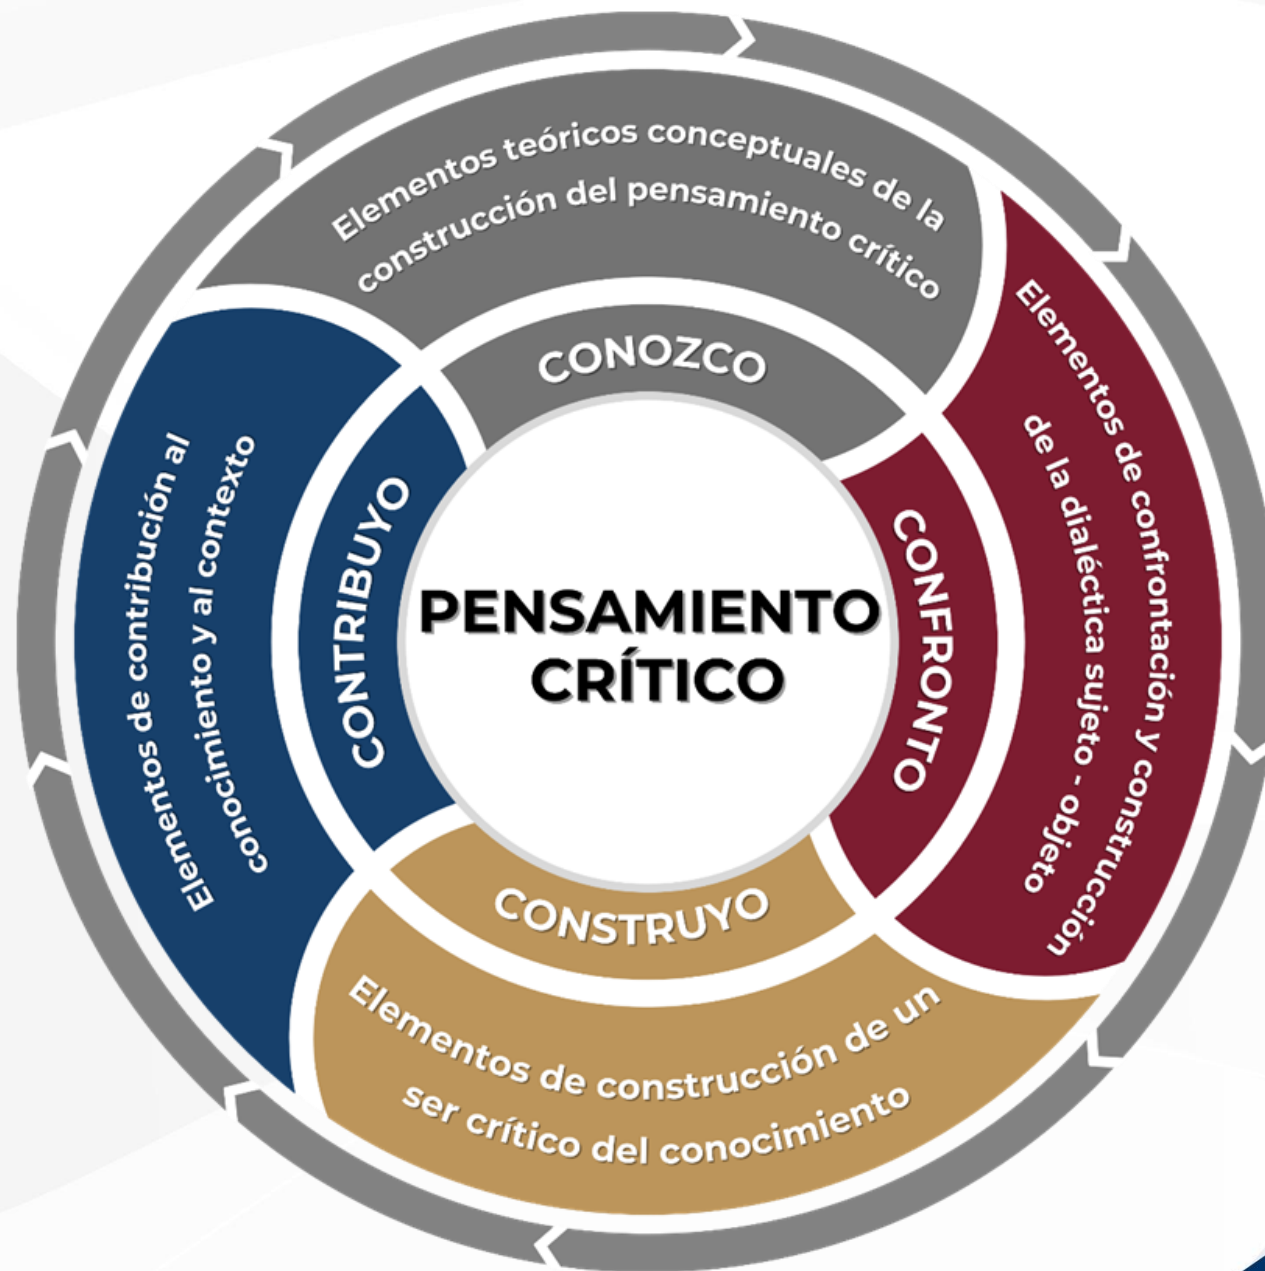 Elementos teóricos conceptuales de la
construcción del pensamiento crítico
CONOZCO
Elementos de confrontación y construcción
de la dialéctica sujeto - objeto
CONFRONTO
PENSAMIENTO
CRÍTICO
CONSTRUYO
Elementos de construcción de un
ser crítico del conocimiento
CONTRIBUYO
Elementos de contribución al
conocimiento y al contexto